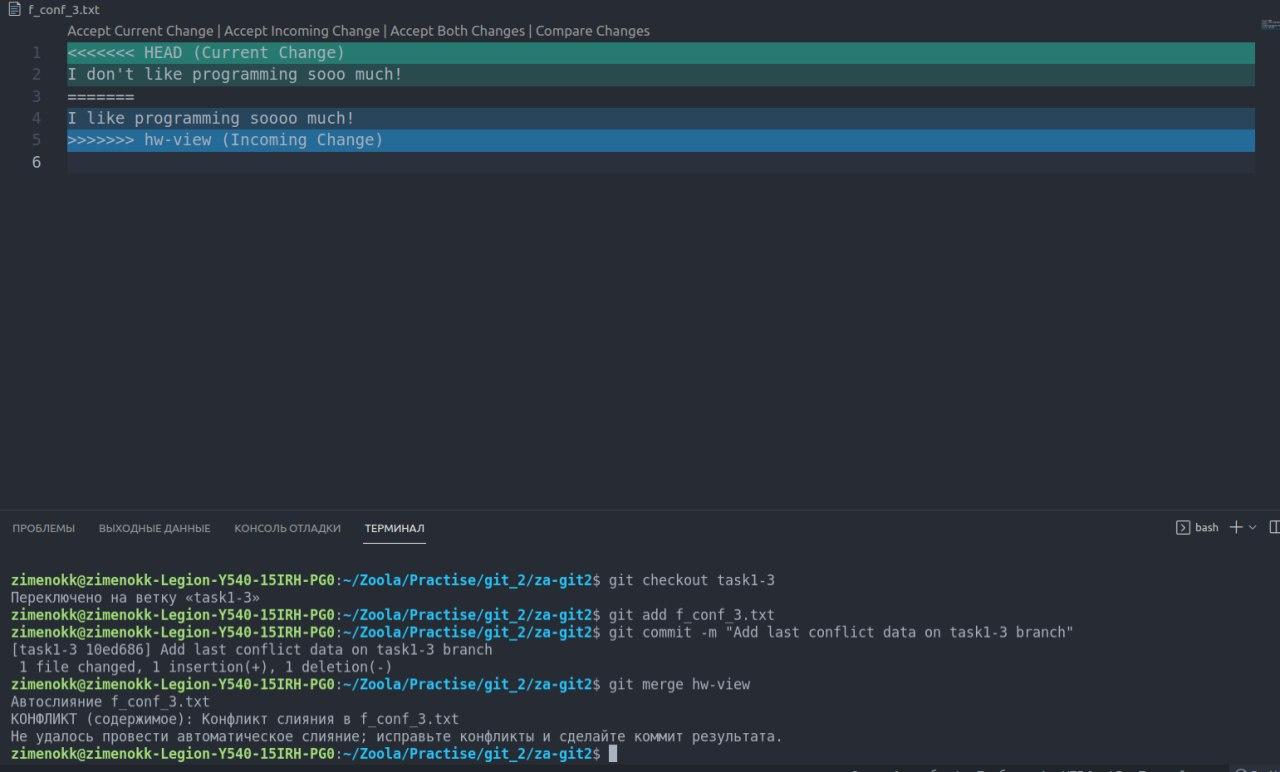 f_conf_3.txt
Accept Current Change | Accept Incoming Change | Accept Both Changes | Compare Changes
1 <<<<<<< HEAD (Current Change)
2 I don't like programming sooo much!
3 =======
4 I like programming soooo much!
5 >>>>>>> hw-view (Incoming Change)
6
ПРОБЛЕМЫ ВЫХОДНЫЕ ДАННЫЕ КОНСОЛЬ ОТЛАДКИ ТЕРМИНАЛ bash
zimenokk@zimenokk-Legion-Y540-15IRH-PG0:~/Zoola/Practise/git_2/za-git2$ git checkout task1-3
Переключено на ветку «task1-3»
zimenokk@zimenokk-Legion-Y540-15IRH-PG0:~/Zoola/Practise/git_2/za-git2$ git add f_conf_3.txt
zimenokk@zimenokk-Legion-Y540-15IRH-PG0:~/Zoola/Practise/git_2/za-git2$ git commit -m "Add last conflict data on task1-3 branch"
[task1-3 10ed686] Add last conflict data on task1-3 branch
1 file changed, 1 insertion(+), 1 deletion(-)
zimenokk@zimenokk-Legion-Y540-15IRH-PG0:~/Zoola/Practise/git_2/za-git2$ git merge hw-view
Автослияние f_conf_3.txt
КОНФЛИКТ (содержимое): Конфликт слияния в f_conf_3.txt
Не удалось провести автоматическое слияние; исправьте конфликты и сделайте коммит результата.
zimenokk@zimenokk-Legion-Y540-15IRH-PG0:~/Zoola/Practise/git_2/za-git2$